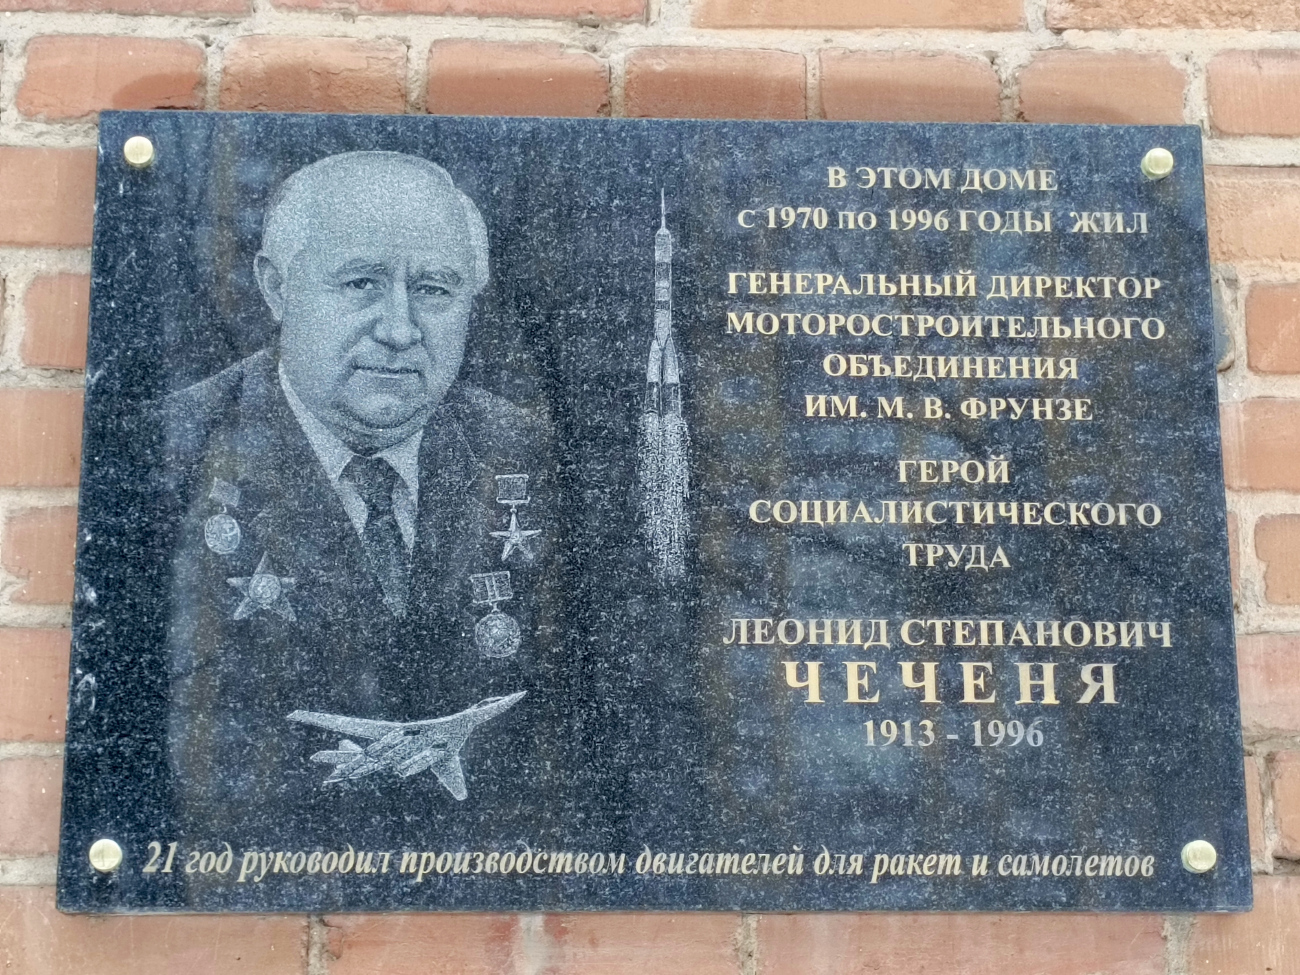 В ЭТОМ ДОМЕ
С 1970 ПО 1996 ГОДЫ ЖИЛ
ГЕНЕРАЛЬНЫЙ ДИРЕКТОР
МОТОРОСТРОИТЕЛЬНОГО
ОБЪЕДИНЕНИЯ
ИМ. М. В. ФРУНЗЕ
ГЕРОЙ
СОЦИАЛИСТИЧЕСКОГО
ТРУДА
ЛЕОНИД СТЕПАНОВИЧ
ЧЕЧЕНЯ
1913 - 1996
21 год руководил производством двигателей для ракет и самолетов